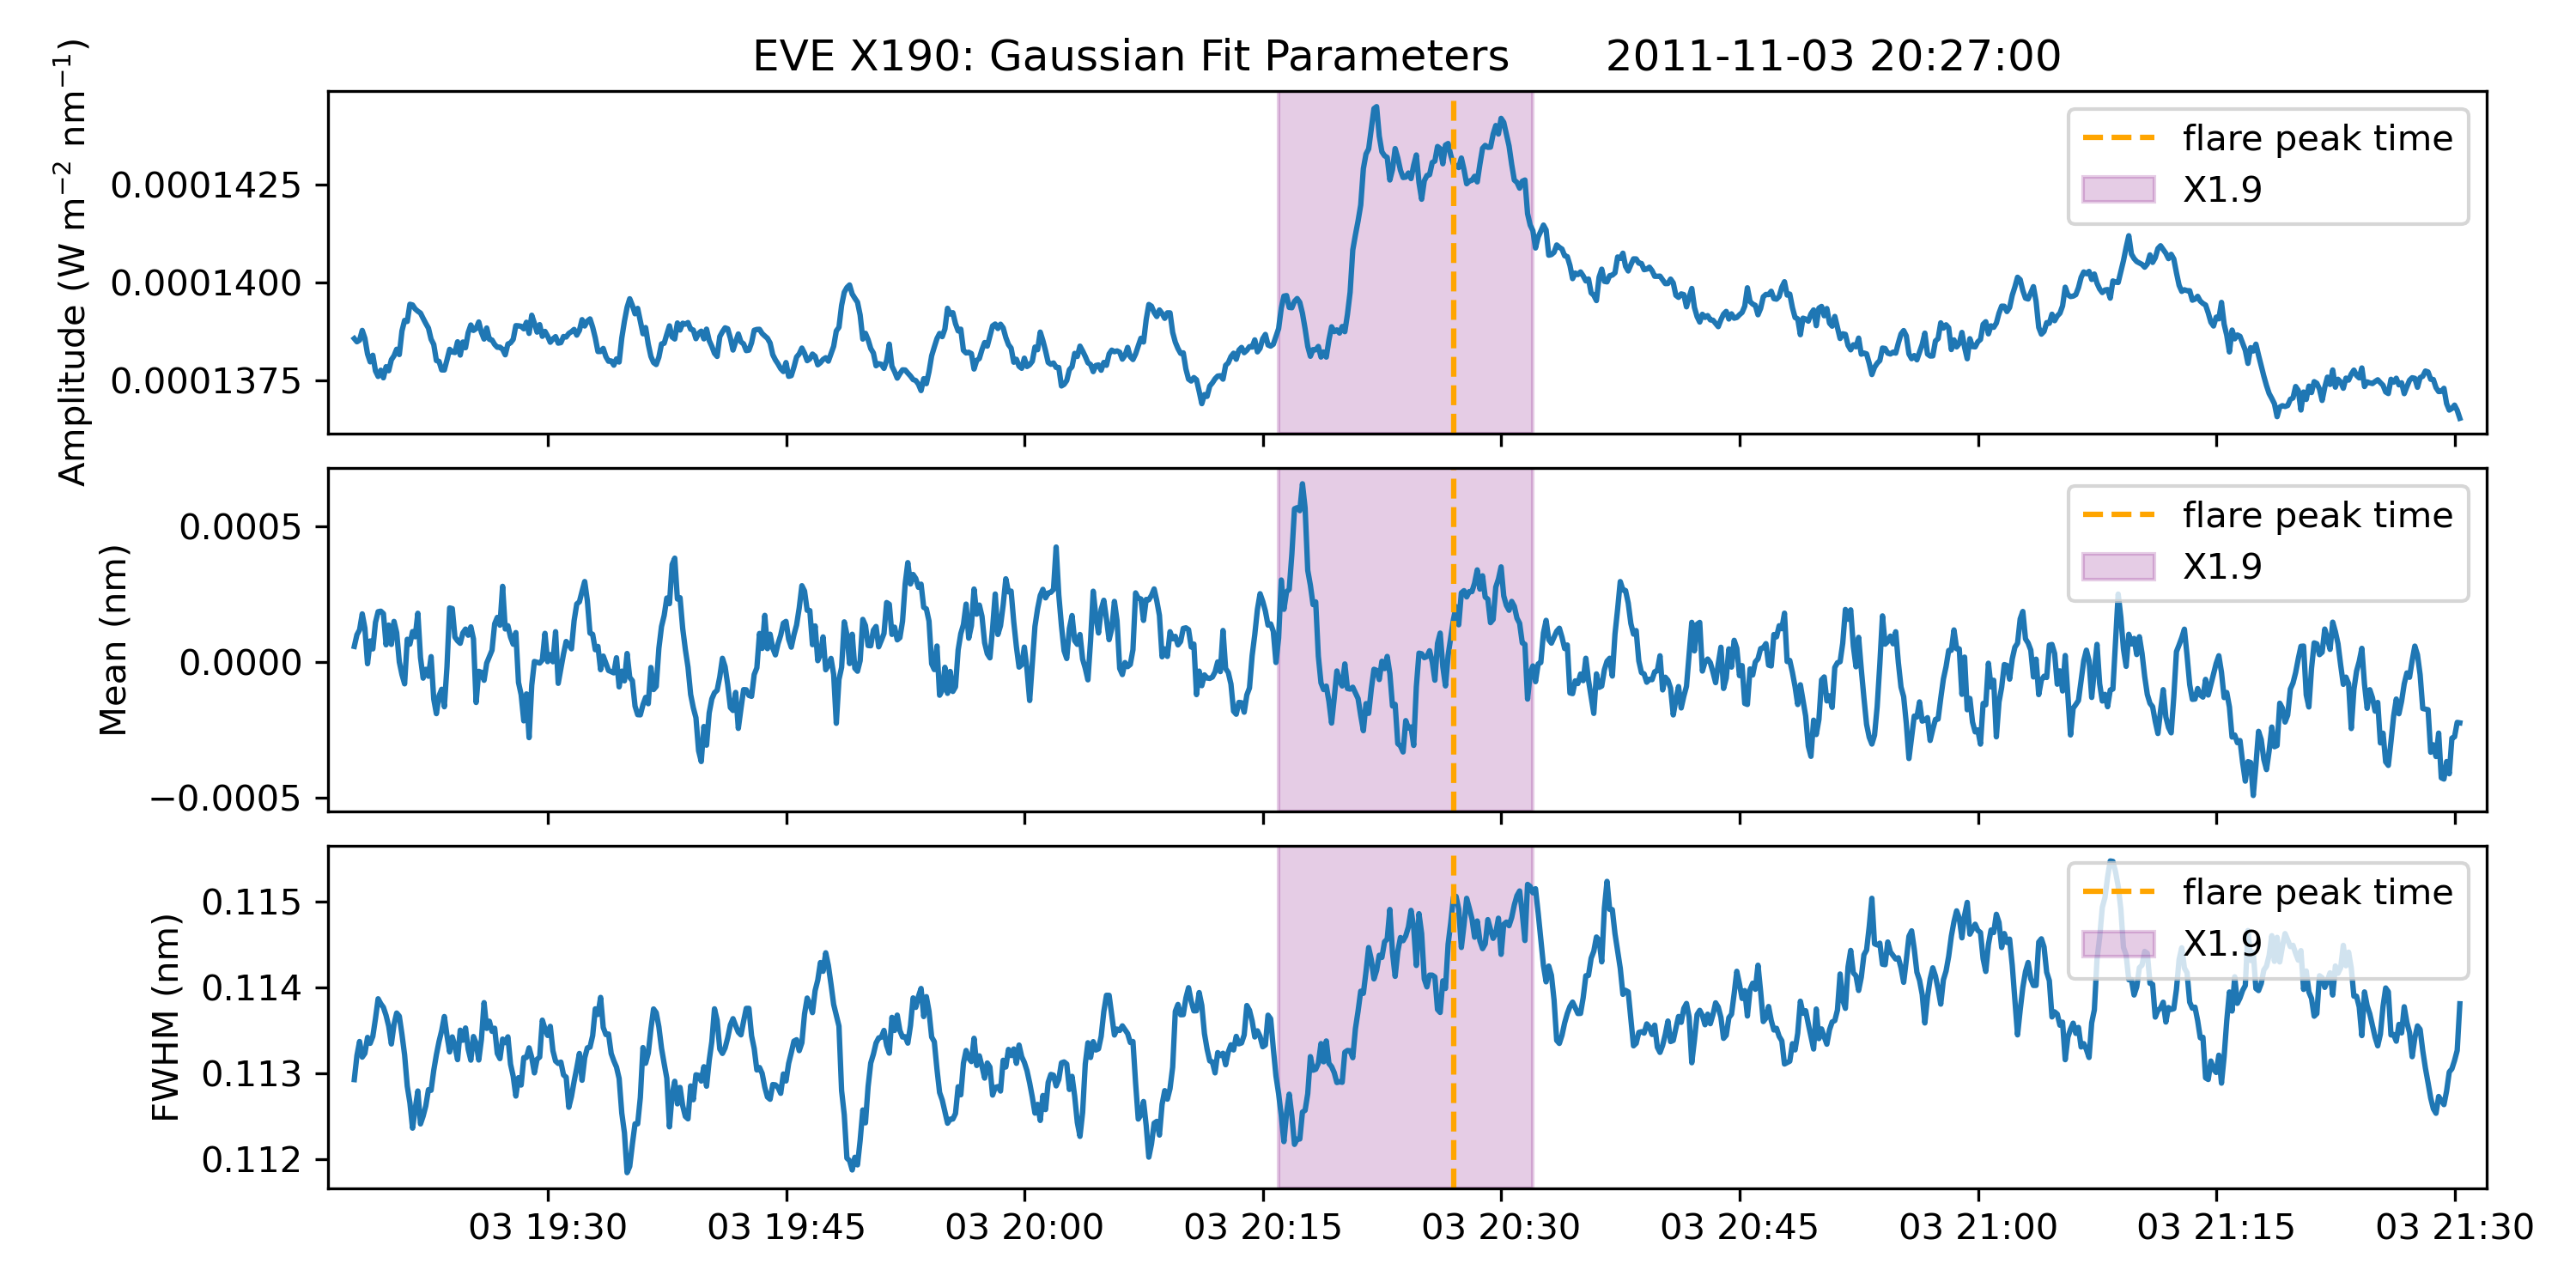 EVE X190: Gaussian Fit Parameters 2011-11-03 20:27:00
Amplitude (W m⁻² nm⁻¹)
0.0001425
0.0001400
0.0001375
flare peak time
X1.9
Mean (nm)
0.0005
0.0000
−0.0005
flare peak time
X1.9
FWHM (nm)
0.115
0.114
0.113
0.112
flare peak time
X1.9
03 19:30 03 19:45 03 20:00 03 20:15 03 20:30 03 20:45 03 21:00 03 21:15 03 21:30